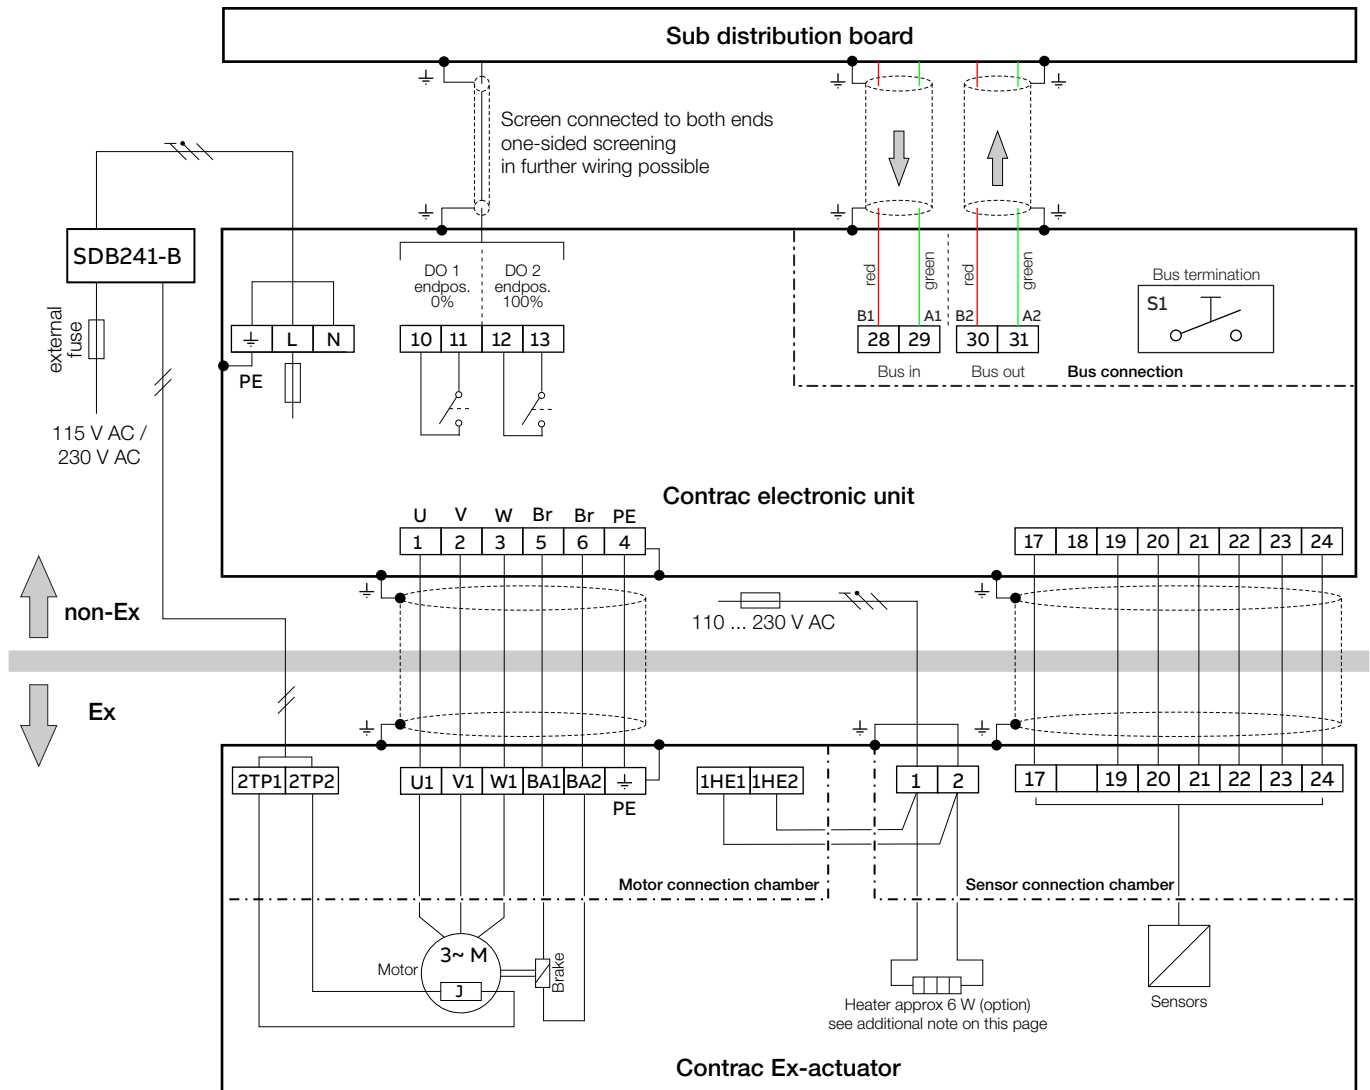 Sub distribution board
Screen connected to both ends
one-sided screening
in further wiring possible
SDB241-B
external
fuse
115 V AC /
230 V AC
L N
PE
DO 1
endpos.
0%
DO 2
endpos.
100%
10 11 12 13
red
green
red
green
B1 A1 B2 A2
28 29 30 31
Bus in
Bus out
Bus connection
Bus termination
S1
Contrac electronic unit
U V W Br Br PE
1 2 3 5 6 4
17 18 19 20 21 22 23 24
non-Ex
110 ... 230 V AC
Ex
2TP1 2TP2
U1 V1 W1 BA1 BA2
PE
1HE1 1HE2
1 2
17 19 20 21 22 23 24
Motor connection chamber
Sensor connection chamber
3~ M
Motor
J
Brake
Heater approx 6 W (option)
see additional note on this page
Sensors
Contrac Ex-actuator